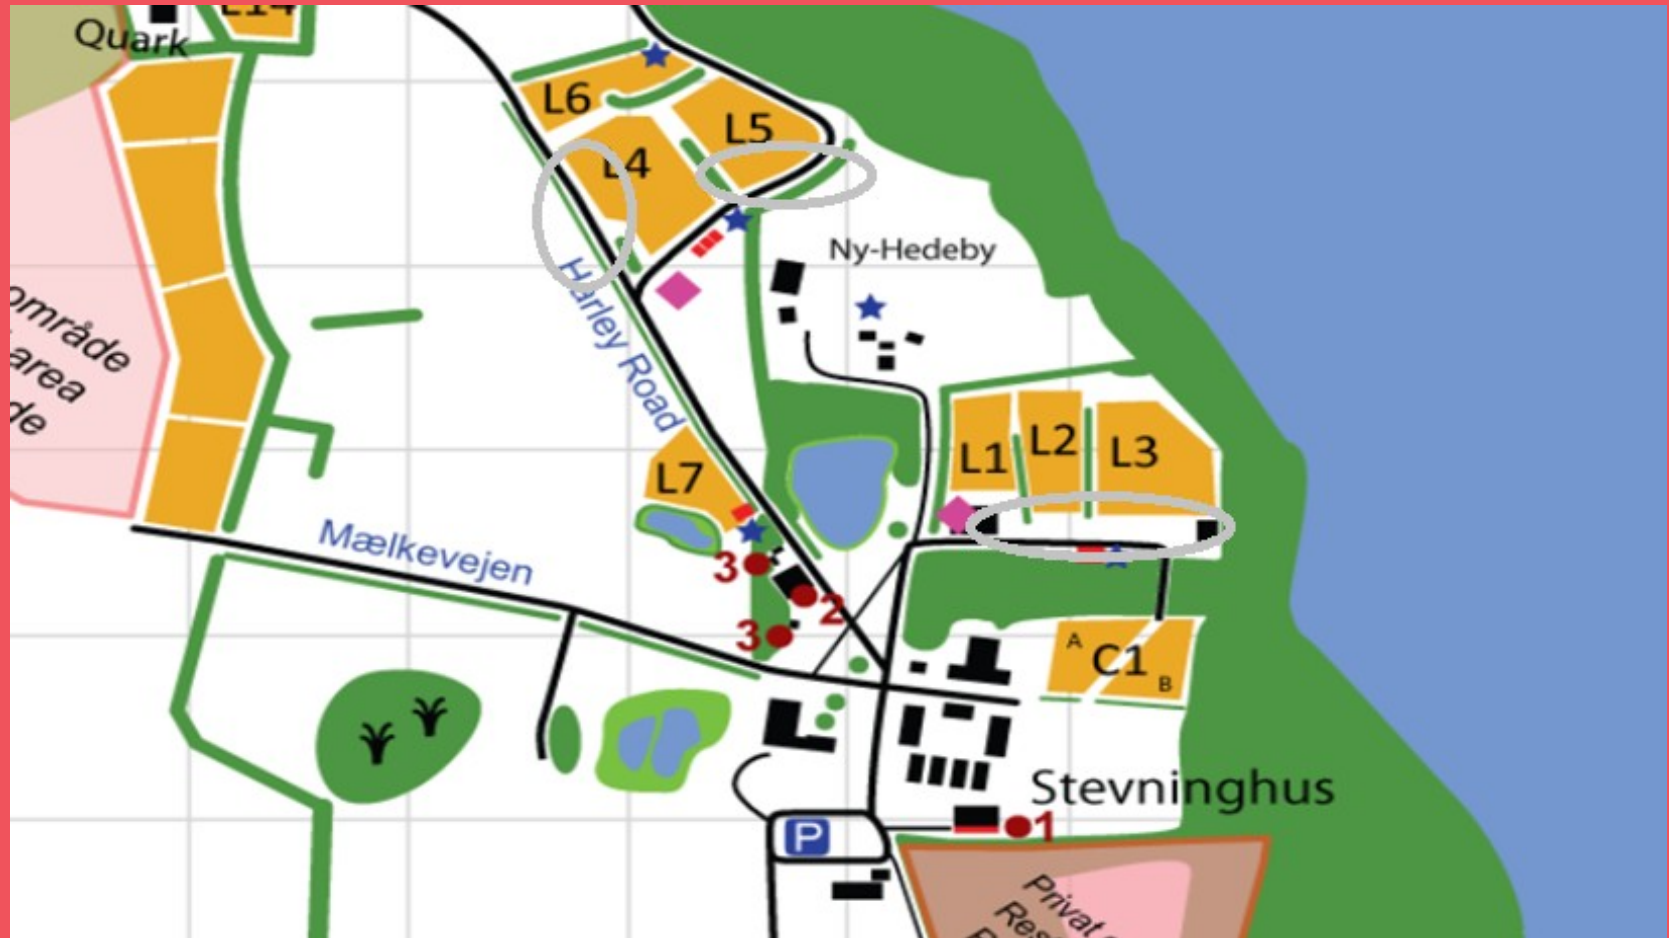 L14
Quark
L6
L5
L4
Ny-Hedeby
område
area
de
Harley Road
L1
L2
L3
L7
Mælkevejen
3
2
3
A
C1
B
Stevninghus
P
1